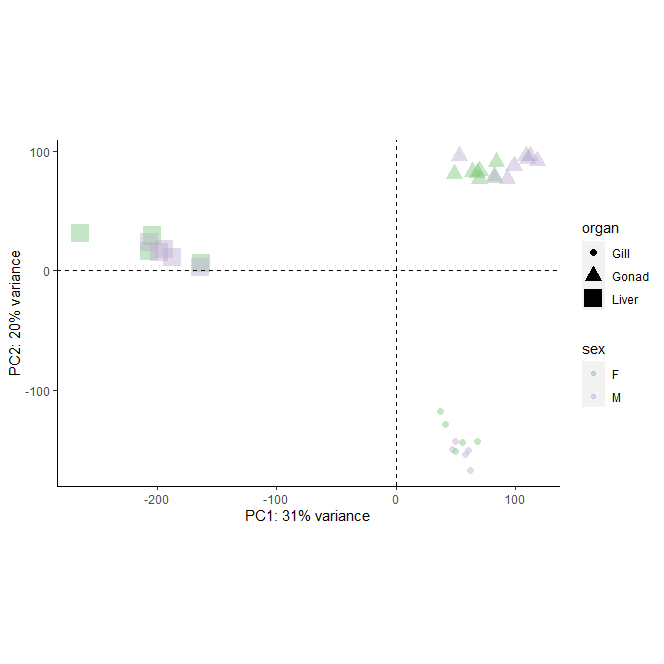 100
0
-100
PC2: 20% variance
-200
-100
0
100
PC1: 31% variance
organ
Gill
Gonad
Liver
sex
F
M